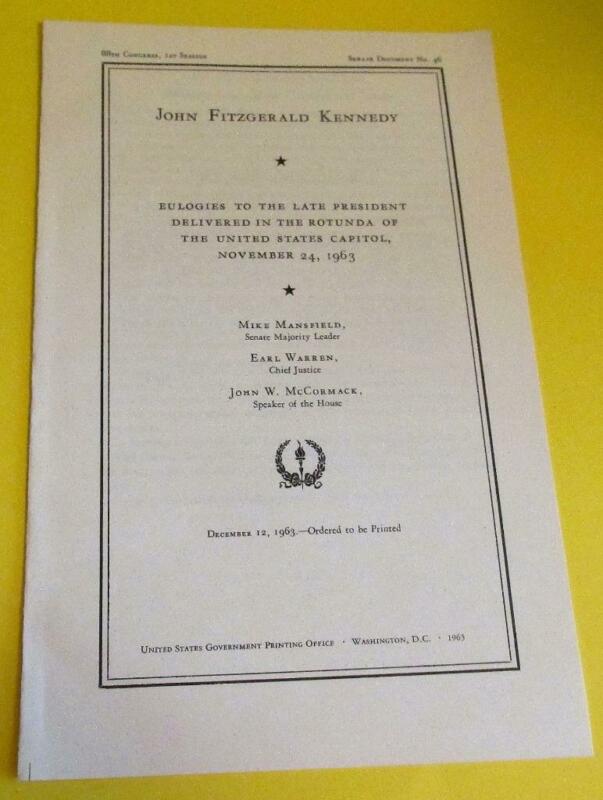 88th Congress, 1st Session Senate Document No. 46
John Fitzgerald Kennedy
EULOGIES TO THE LATE PRESIDENT
DELIVERED IN THE ROTUNDA OF
THE UNITED STATES CAPITOL,
NOVEMBER 24, 1963
Mike Mansfield,
Senate Majority Leader
Earl Warren,
Chief Justice
John W. McCormack,
Speaker of the House
December 12, 1963.—Ordered to be Printed
United States Government Printing Office · Washington, D.C. · 1963